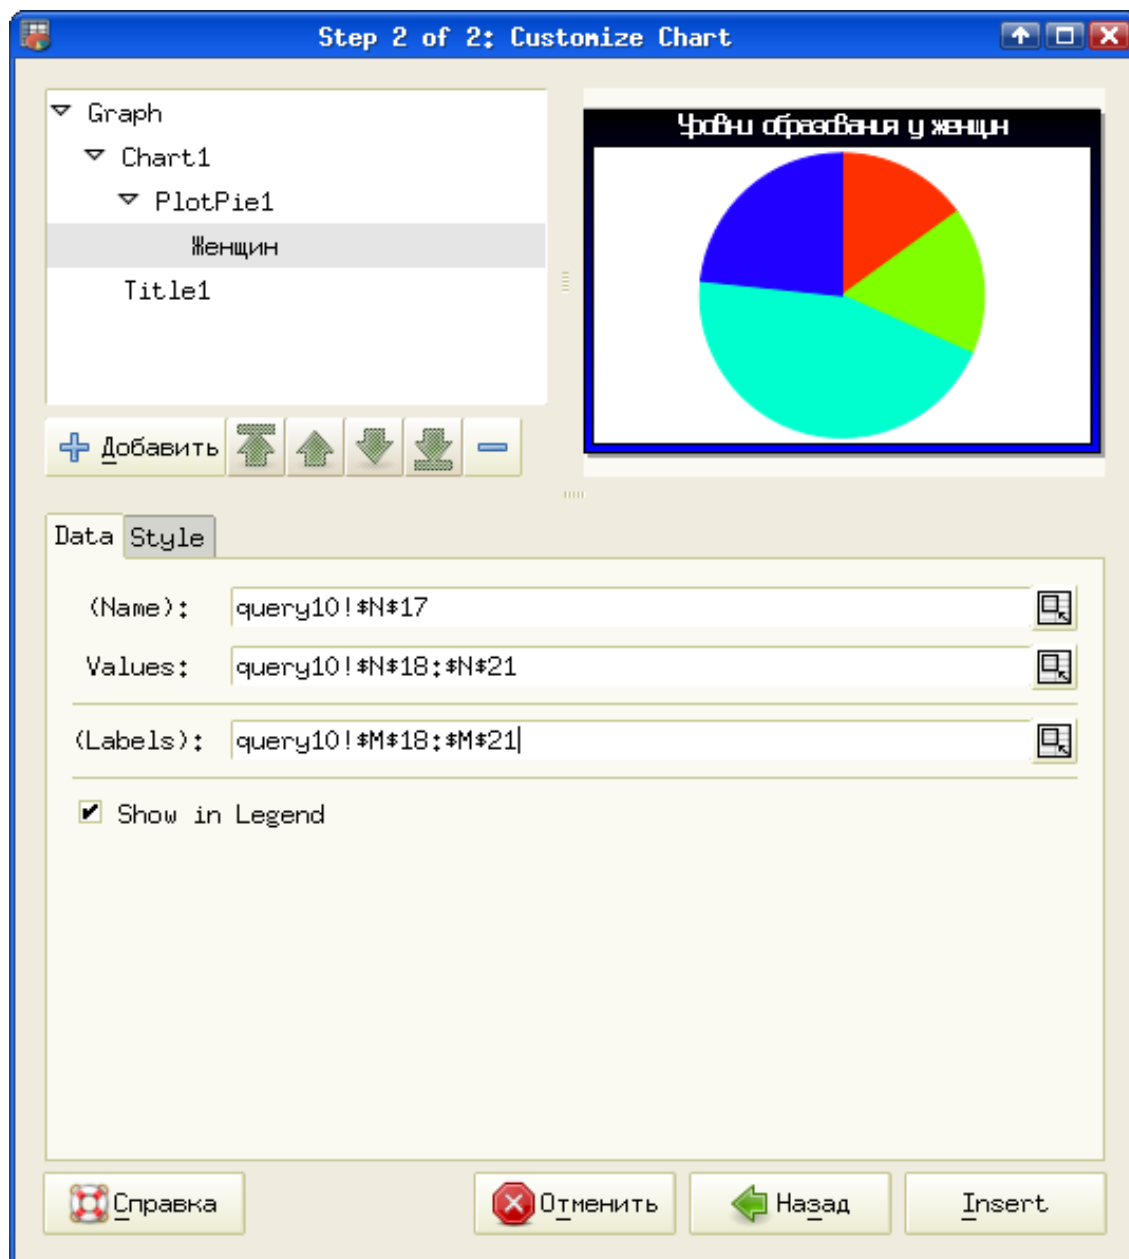 Step 2 of 2: Customize Chart
Graph
Chart1
PlotPie1
Женщин
Title1
Добавить
Уровни образования у женщин
Data Style
(Name): query10!$N$17
Values: query10!$N$18:$N$21
(Labels): query10!$M$18:$M$21
Show in Legend
Справка Отменить Назад Insert